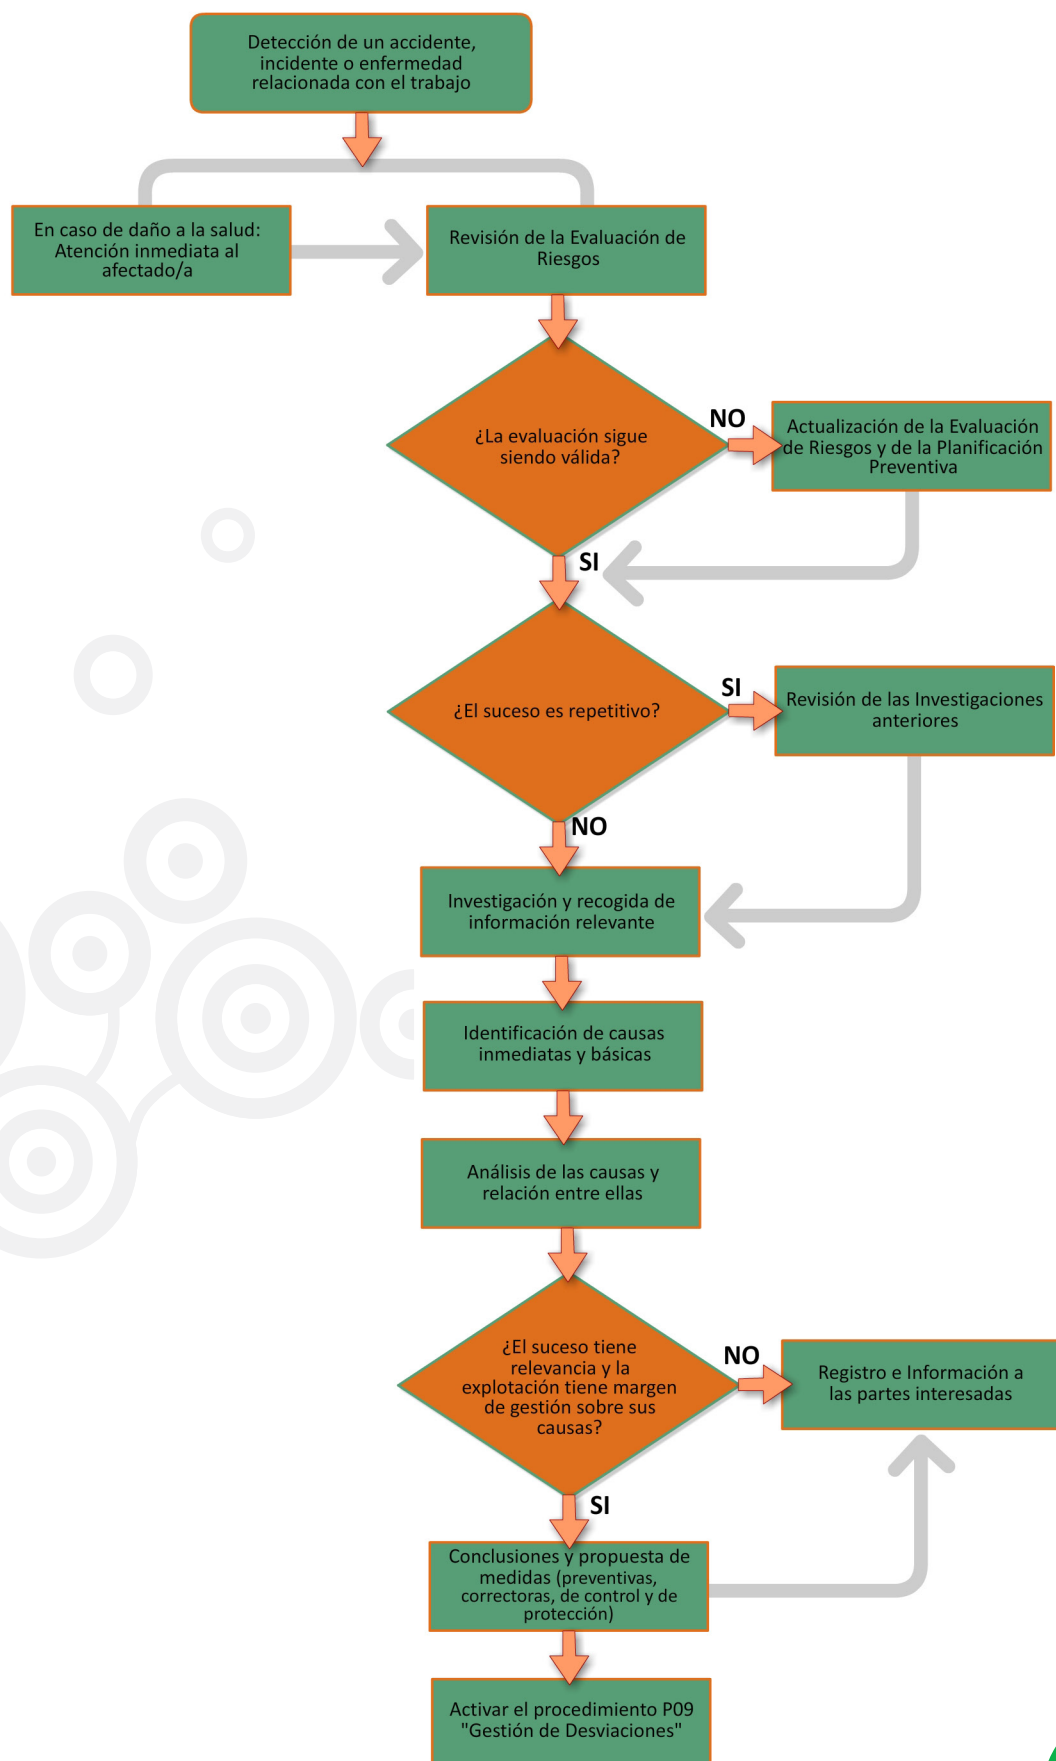 Detección de un accidente,
incidente o enfermedad
relacionada con el trabajo
En caso de daño a la salud:
Atención inmediata al
afectado/a
Revisión de la Evaluación de
Riesgos
¿La evaluación sigue
siendo válida?
NO
Actualización de la Evaluación
de Riesgos y de la Planificación
Preventiva
SI
¿El suceso es repetitivo?
SI
Revisión de las Investigaciones
anteriores
NO
Investigación y recogida de
información relevante
Identificación de causas
inmediatas y básicas
Análisis de las causas y
relación entre ellas
¿El suceso tiene
relevancia y la
explotación tiene margen
de gestión sobre sus
causas?
NO
Registro e Información a
las partes interesadas
SI
Conclusiones y propuesta de
medidas (preventivas,
correctoras, de control y de
protección)
Activar el procedimiento P09
"Gestión de Desviaciones"